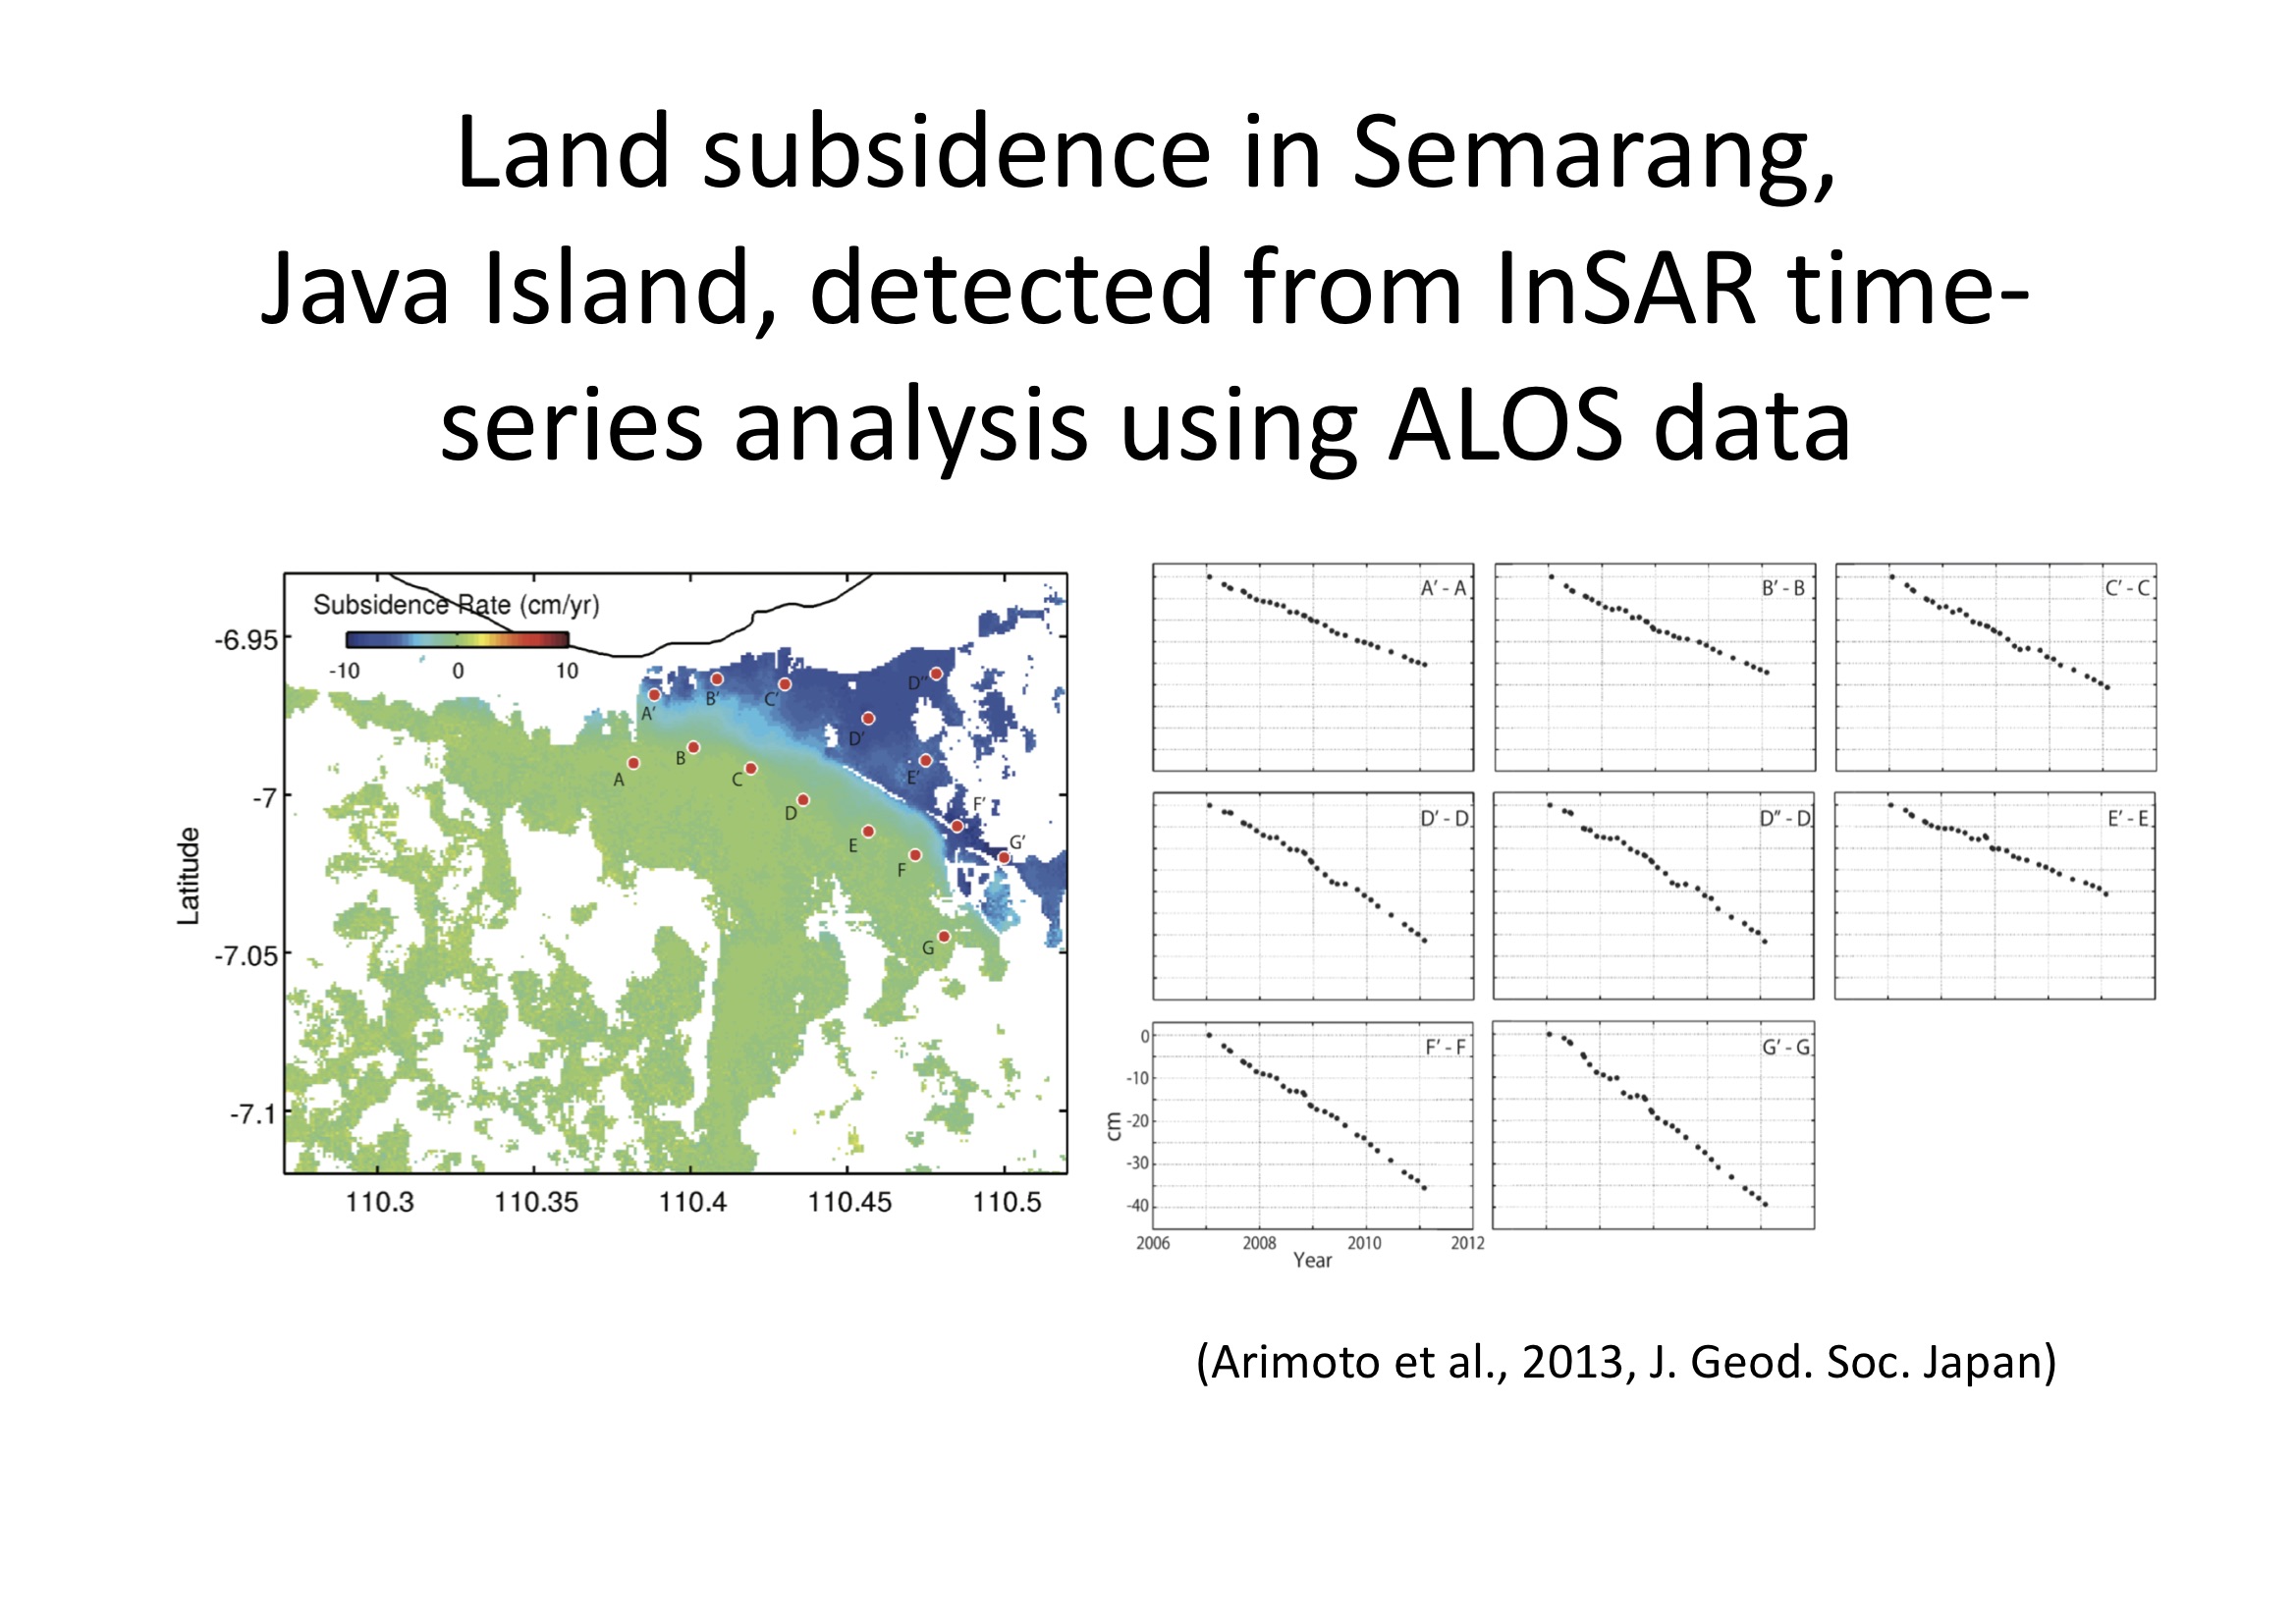 Land subsidence in Semarang,
Java Island, detected from InSAR time-
series analysis using ALOS data
Subsidence Rate (cm/yr)
-10 0 10
-6.95
-7
-7.05
-7.1
Latitude
110.3 110.35 110.4 110.45 110.5
A'
B'
C'
D''
D'
E'
F'
G'
A
B
C
D
E
F
G
A' - A
B' - B
C' - C
D' - D
D'' - D
E' - E
F' - F
G' - G
0
-10
-20
-30
-40
cm
2006 2008 2010 2012
Year
(Arimoto et al., 2013, J. Geod. Soc. Japan)